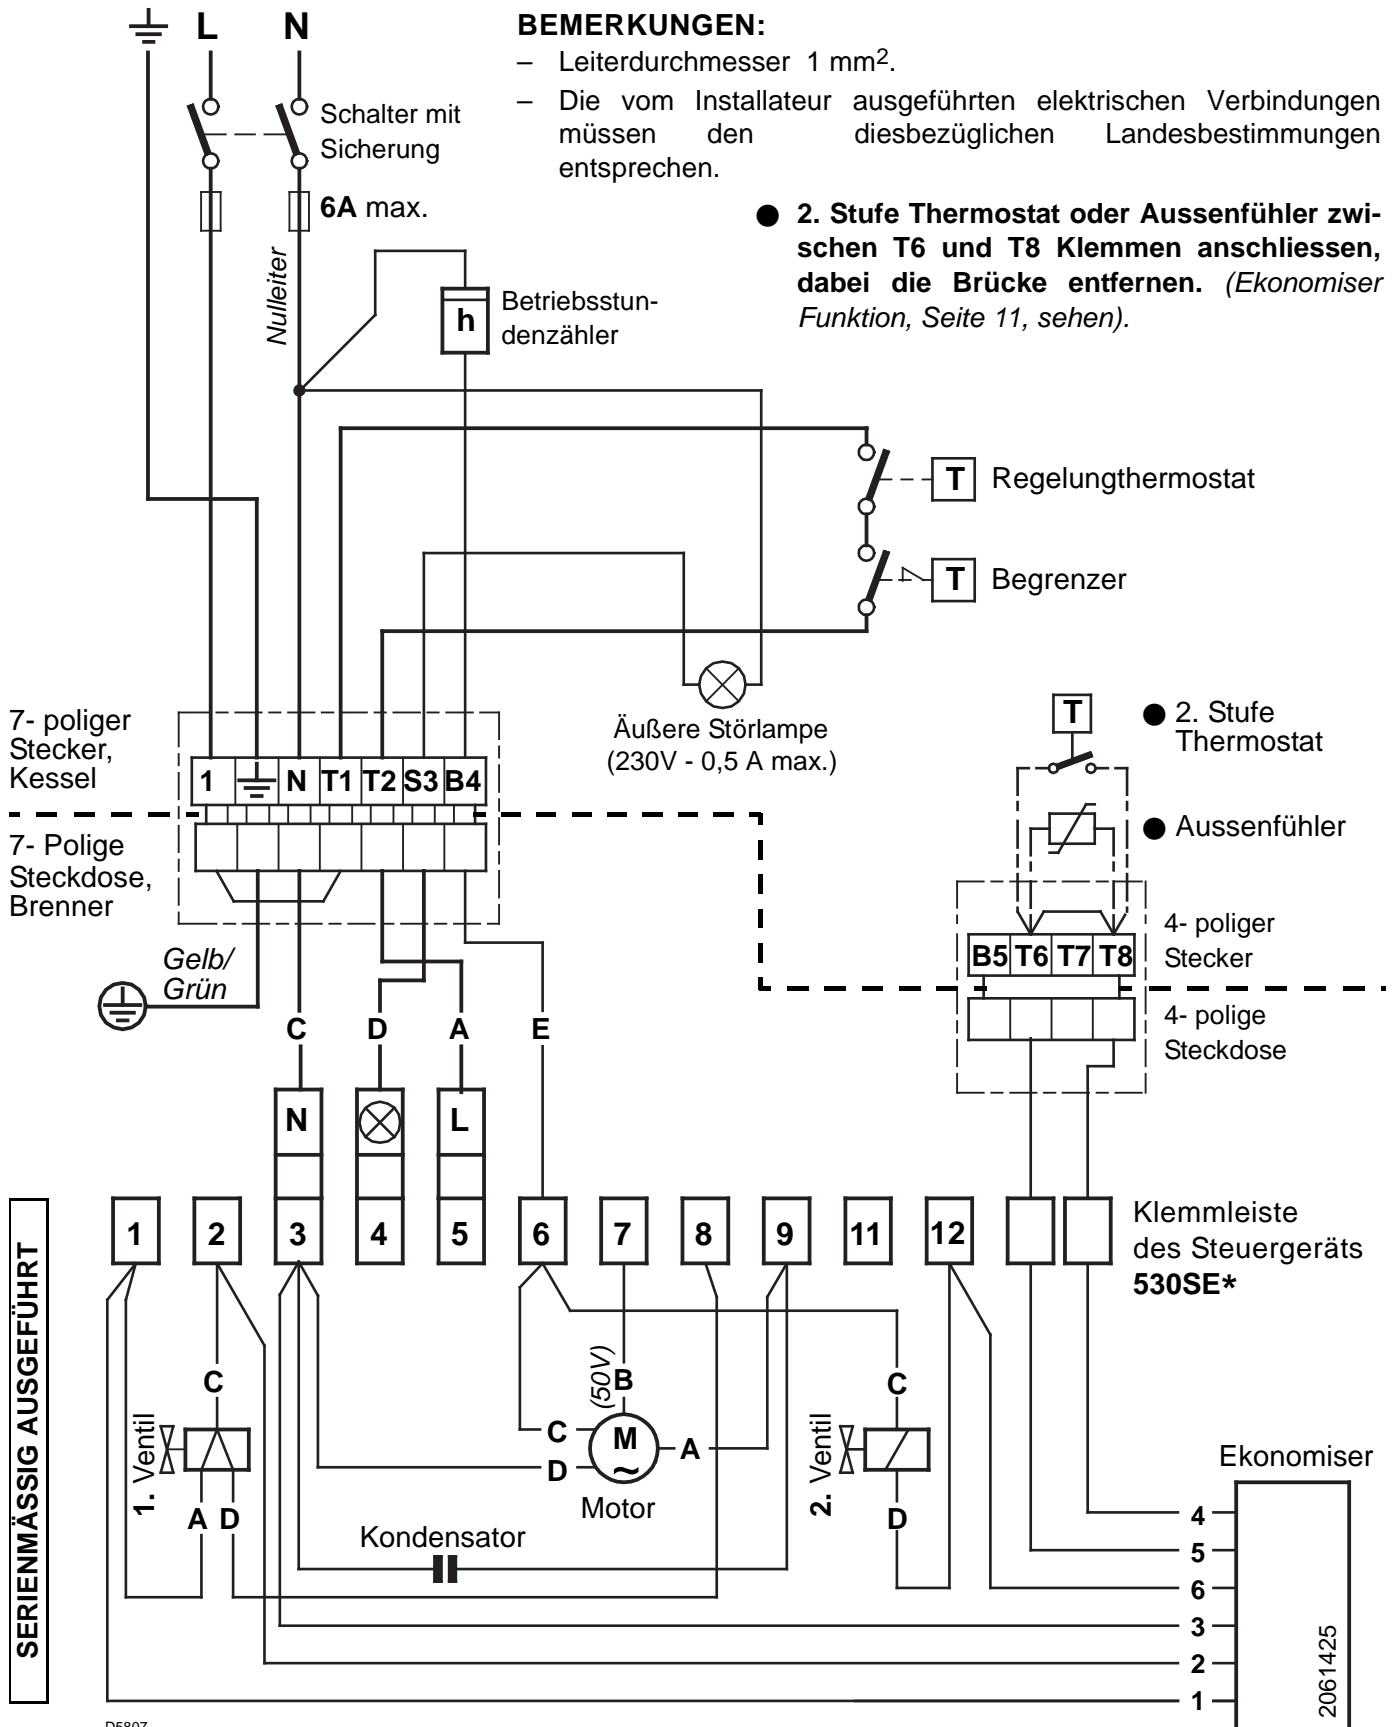 L
N
BEMERKUNGEN:
– Leiterdurchmesser 1 mm².
– Die vom Installateur ausgeführten elektrischen Verbindungen
müssen den diesbezüglichen Landesbestimmungen
entsprechen.
Schalter mit
Sicherung
6A max.
● 2. Stufe Thermostat oder Aussenfühler zwi-
schen T6 und T8 Klemmen anschliessen,
dabei die Brücke entfernen. (Ekonomiser
Funktion, Seite 11, sehen).
Nulleiter
h
Betriebsstun-
denzähler
T
Regelungthermostat
T
Begrenzer
7- poliger
Stecker,
Kessel
Äußere Störlampe
(230V - 0,5 A max.)
T
● 2. Stufe
Thermostat
1 N T1 T2 S3 B4
● Aussenfühler
7- Polige
Steckdose,
Brenner
4- poliger
Stecker
B5 T6 T7 T8
Gelb/
Grün
4- polige
Steckdose
C D A E
N L
1 2 3 4 5 6 7 8 9 11 12
Klemmleiste
des Steuergeräts
530SE*
SERIENMÄSSIG AUSGEFÜHRT
(50V)
B
C
C
1. Ventil
C
D
M
~
A
Motor
2. Ventil
A D
D
Kondensator
Ekonomiser
4
5
6
3
2
1
2061425